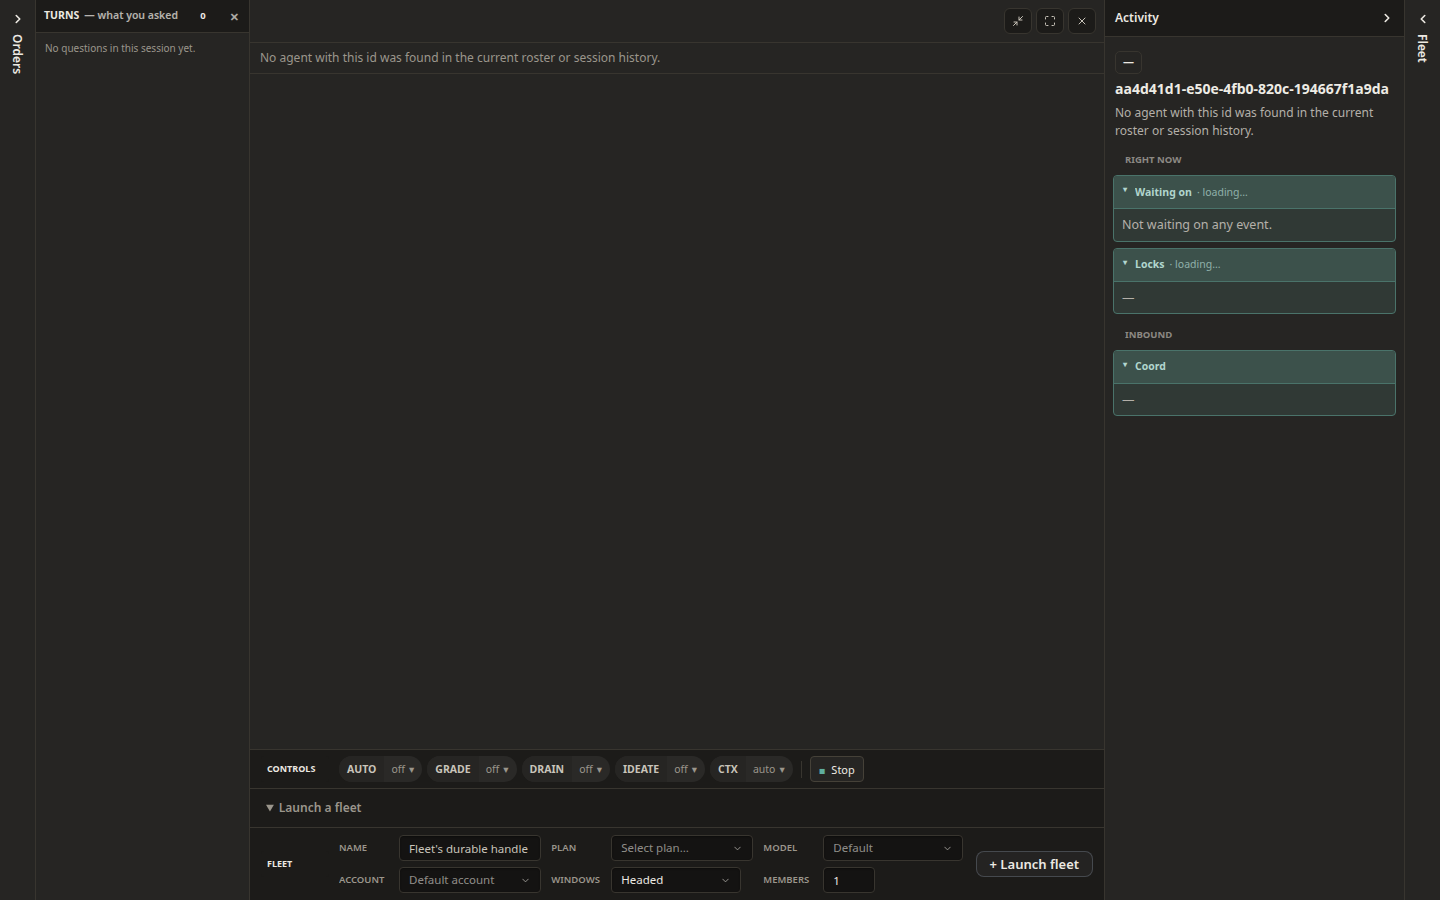 Orders
TURNS — what you asked 0 ×
No questions in this session yet.
No agent with this id was found in the current roster or session history.
CONTROLS AUTO off ▾ GRADE off ▾ DRAIN off ▾ IDEATE off ▾ CTX auto ▾ Stop
▼ Launch a fleet
FLEET
NAME Fleet's durable handle PLAN Select plan... MODEL Default
ACCOUNT Default account WINDOWS Headed MEMBERS 1
+ Launch fleet
Activity
—
aa4d41d1-e50e-4fb0-820c-194667f1a9da
No agent with this id was found in the current
roster or session history.
RIGHT NOW
▾ Waiting on · loading...
Not waiting on any event.
▾ Locks · loading...
—
INBOUND
▾ Coord
—
Fleet